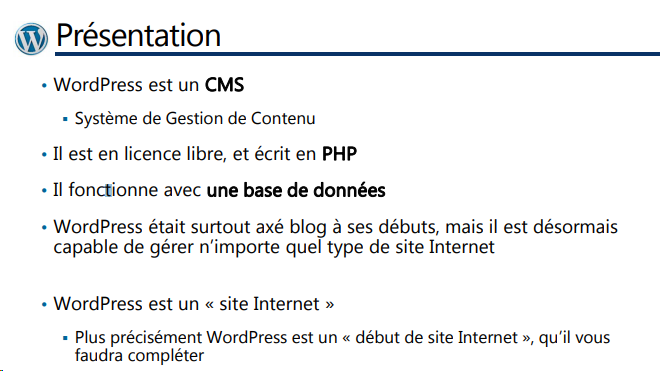 Présentation
• WordPress est un CMS
▪ Système de Gestion de Contenu
• Il est en licence libre, et écrit en PHP
• Il fonctionne avec une base de données
• WordPress était surtout axé blog à ses débuts, mais il est désormais
capable de gérer n’importe quel type de site Internet
• WordPress est un « site Internet »
▪ Plus précisément WordPress est un « début de site Internet », qu’il vous
faudra compléter